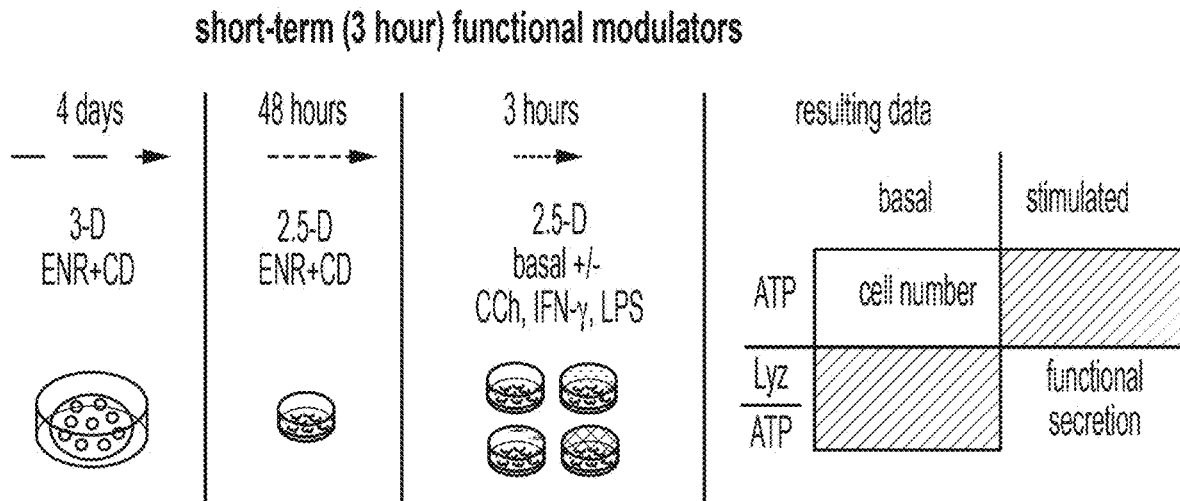 short-term (3 hour) functional modulators
4 days
3-D
ENR+CD
48 hours
2.5-D
ENR+CD
3 hours
2.5-D
basal +/-
CCh, IFN-γ, LPS
resulting data
basal
stimulated
ATP
cell number
Lyz
ATP
functional
secretion